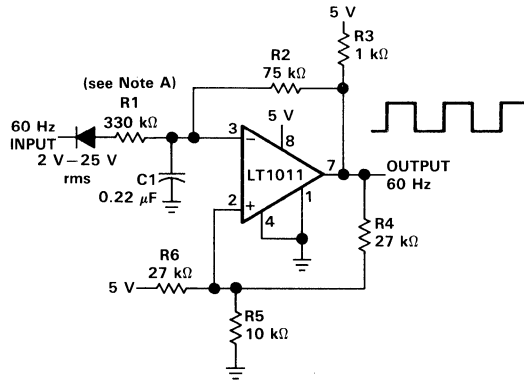 5 V
R3
1 kΩ
R2
75 kΩ
(see Note A)
R1
330 kΩ
60 Hz
INPUT
2 V–25 V
rms
C1
0.22 μF
5 V
3
−
8
LT1011
7
2
+
4
1
OUTPUT
60 Hz
R4
27 kΩ
R6
27 kΩ
5 V
R5
10 kΩ